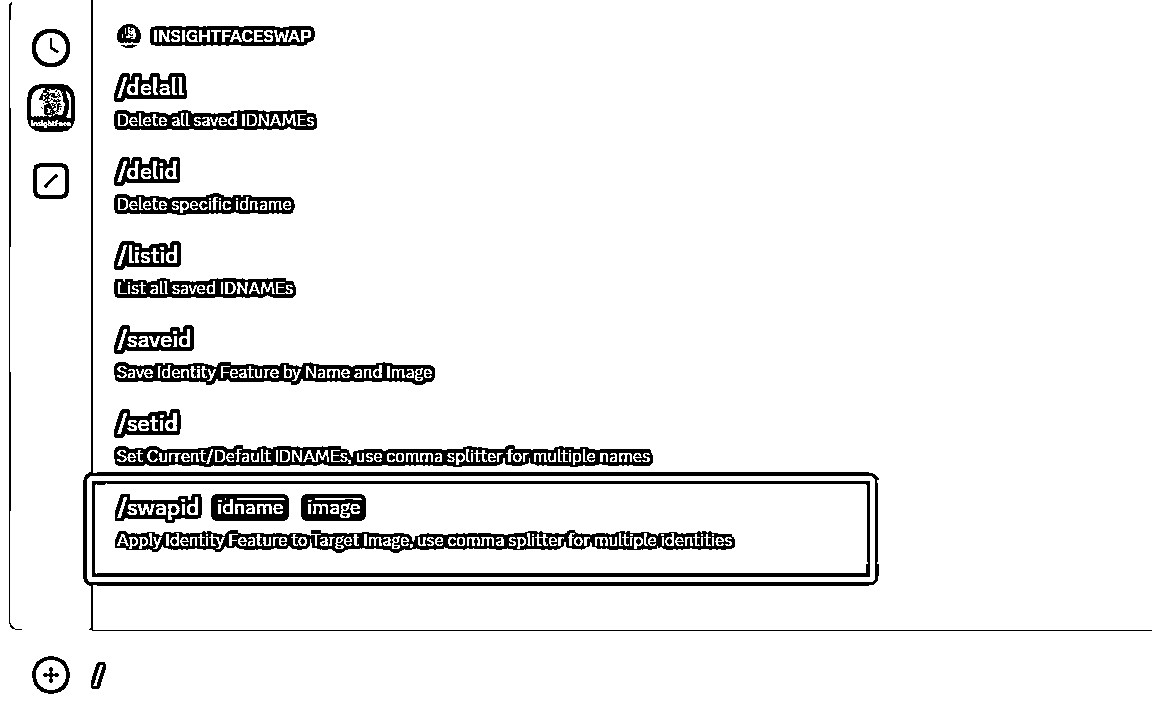 INSIGHTFACESWAP
/delall
Delete all saved IDNAMEs
/delid
Delete specific idname
/listid
List all saved IDNAMEs
/saveid
Save Identity Feature by Name and Image
/setid
Set Current/Default IDNAMEs, use comma splitter for multiple names
/swapid idname image
Apply Identity Feature to Target Image, use comma splitter for multiple identities
InsightFace
/